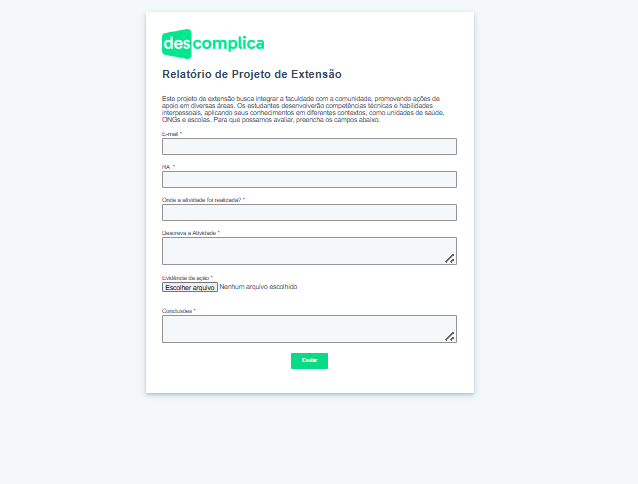 descomplica
Relatório de Projeto de Extensão
Este projeto de extensão busca integrar a faculdade com a comunidade, promovendo ações de
apoio em diversas áreas. Os estudantes desenvolverão competências técnicas e habilidades
interpessoais, aplicando seus conhecimentos em diferentes contextos, como unidades de saúde,
ONGs e escolas. Para que possamos avaliar, preencha os campos abaixo:
E-mail *
RA *
Onde a atividade foi realizada? *
Descreva a Atividade *
Evidência da ação *
Escolher arquivo Nenhum arquivo escolhido
Conclusões *
Enviar